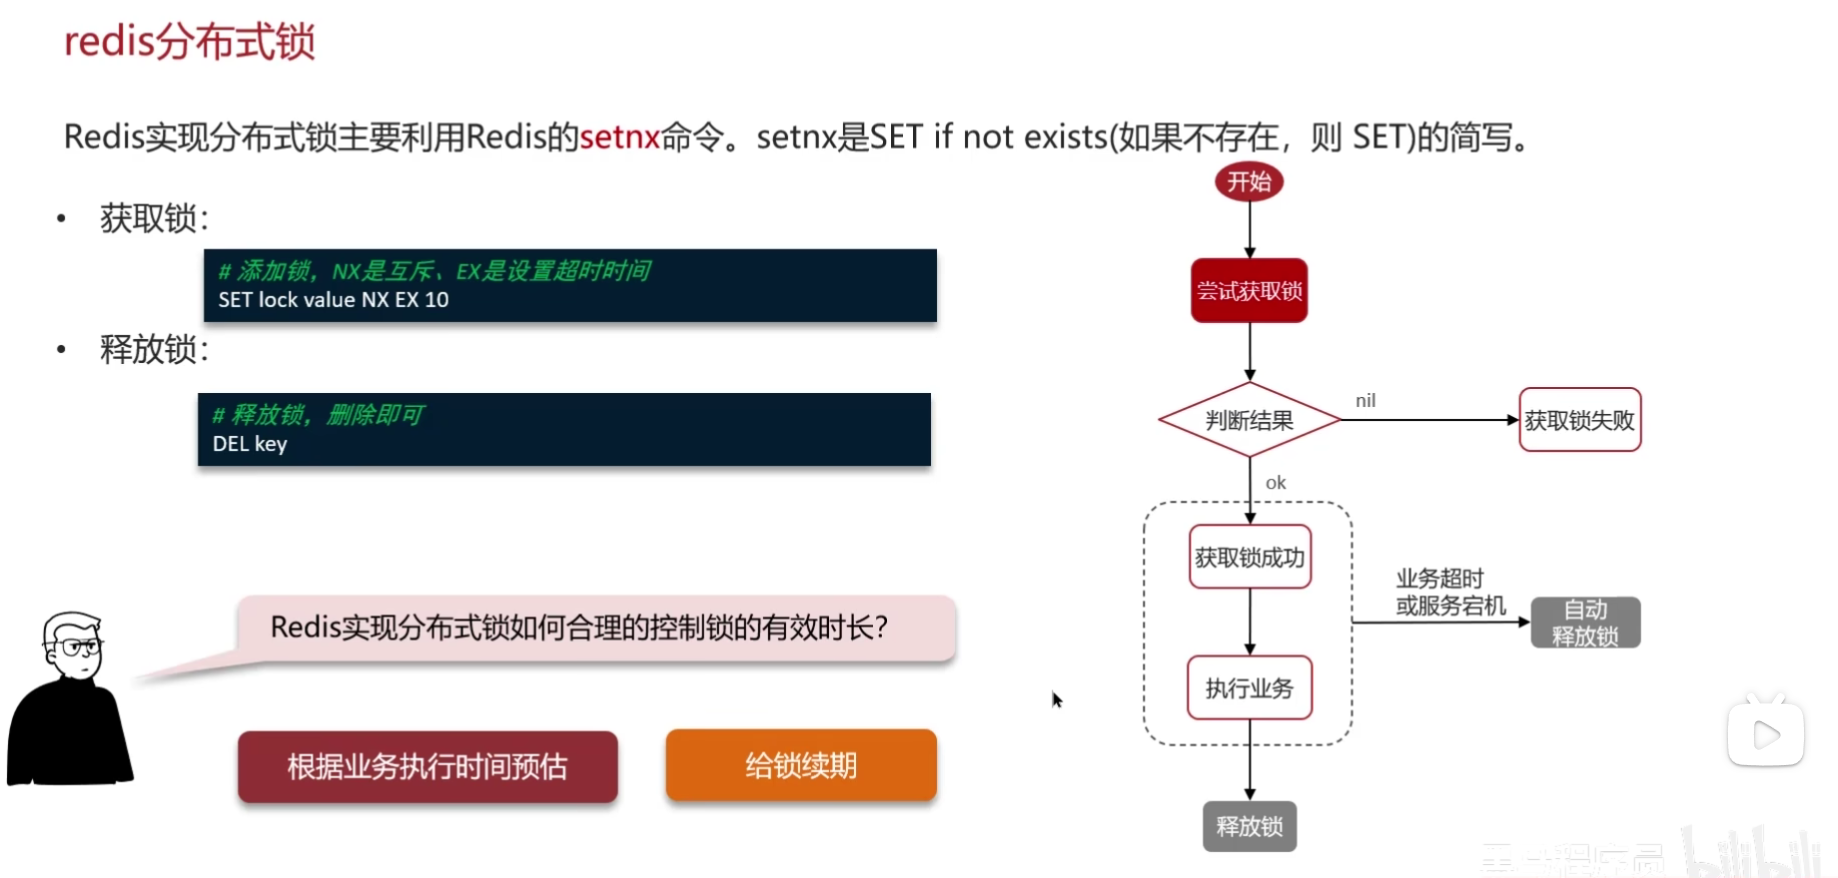 redis分布式锁
Redis实现分布式锁主要利用Redis的setnx命令。setnx是SET if not exists(如果不存在，则 SET)的简写。
• 获取锁：
# 添加锁，NX是互斥、EX是设置超时时间
SET lock value NX EX 10
• 释放锁：
# 释放锁，删除即可
DEL key
Redis实现分布式锁如何合理的控制锁的有效时长？
根据业务执行时间预估
给锁续期
开始
尝试获取锁
判断结果
nil
获取锁失败
ok
获取锁成功
执行业务
业务超时
或服务宕机
自动
释放锁
释放锁
黑马程序员
bilibili